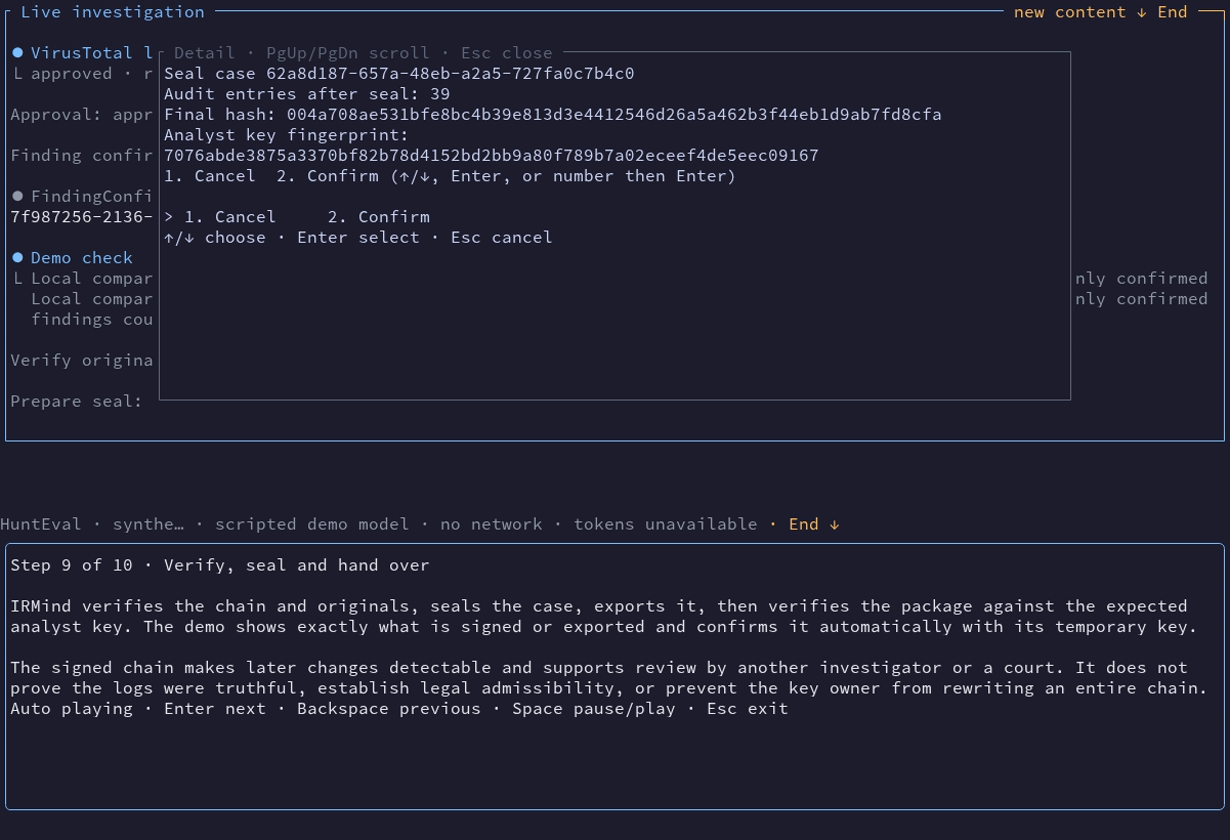 Live investigation new content ↓ End
● VirusTotal l
Detail · PgUp/PgDn scroll · Esc close
L approved · r
Seal case 62a8d187-657a-48eb-a2a5-727fa0c7b4c0
Audit entries after seal: 39
Approval: appr
Final hash: 004a708ae531bfe8bc4b39e813d3e4412546d26a5a462b3f44eb1d9ab7fd8cfa
Analyst key fingerprint:
Finding confir
7076abde3875a3370bf82b78d4152bd2bb9a80f789b7a02eceef4de5eec09167
1. Cancel  2. Confirm (↑/↓, Enter, or number then Enter)
● FindingConfi
7f987256-2136-
> 1. Cancel     2. Confirm
↑/↓ choose · Enter select · Esc cancel
● Demo check
L Local compar
nly confirmed
Local compar
nly confirmed
findings cou
Verify origina
Prepare seal:
HuntEval · synthe… · scripted demo model · no network · tokens unavailable · End ↓
Step 9 of 10 · Verify, seal and hand over
IRMind verifies the chain and originals, seals the case, exports it, then verifies the package against the expected
analyst key. The demo shows exactly what is signed or exported and confirms it automatically with its temporary key.
The signed chain makes later changes detectable and supports review by another investigator or a court. It does not
prove the logs were truthful, establish legal admissibility, or prevent the key owner from rewriting an entire chain.
Auto playing · Enter next · Backspace previous · Space pause/play · Esc exit